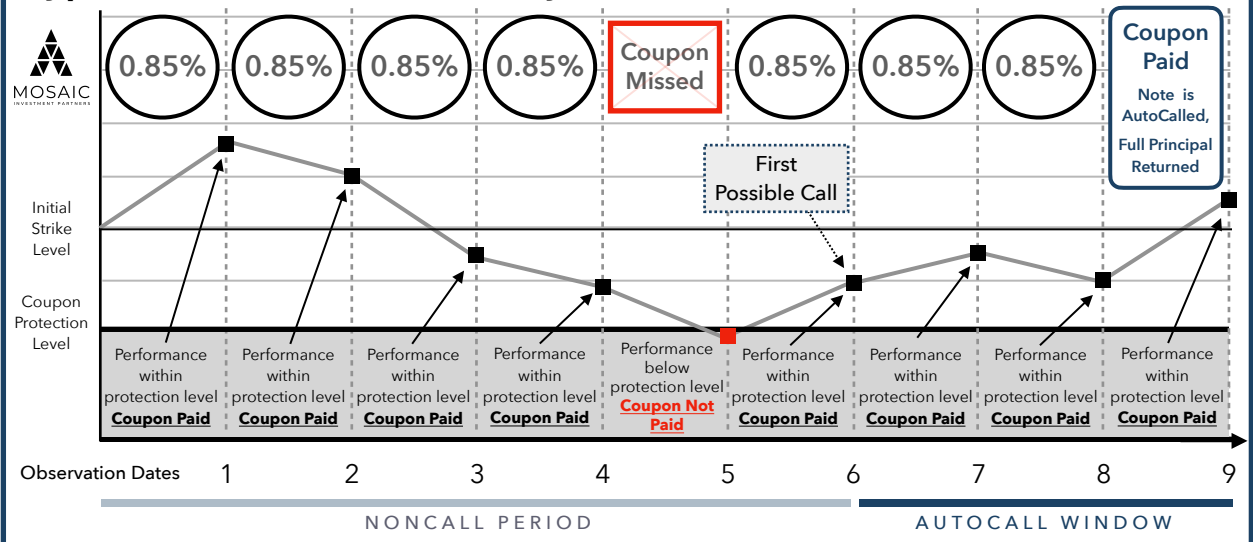 MOSAIC
INVESTMENT PARTNERS
0.85%
0.85%
0.85%
0.85%
Coupon
Missed
0.85%
0.85%
0.85%
Coupon
Paid
Note is
AutoCalled,
Full Principal
Returned
First
Possible Call
Initial
Strike
Level
Coupon
Protection
Level
Performance
within
protection level
Coupon Paid
Performance
within
protection level
Coupon Paid
Performance
within
protection level
Coupon Paid
Performance
within
protection level
Coupon Paid
Performance
below
protection level
Coupon Not
Paid
Performance
within
protection level
Coupon Paid
Performance
within
protection level
Coupon Paid
Performance
within
protection level
Coupon Paid
Performance
within
protection level
Coupon Paid
Observation Dates 1 2 3 4 5 6 7 8 9
NONCALL PERIOD
AUTOCALL WINDOW